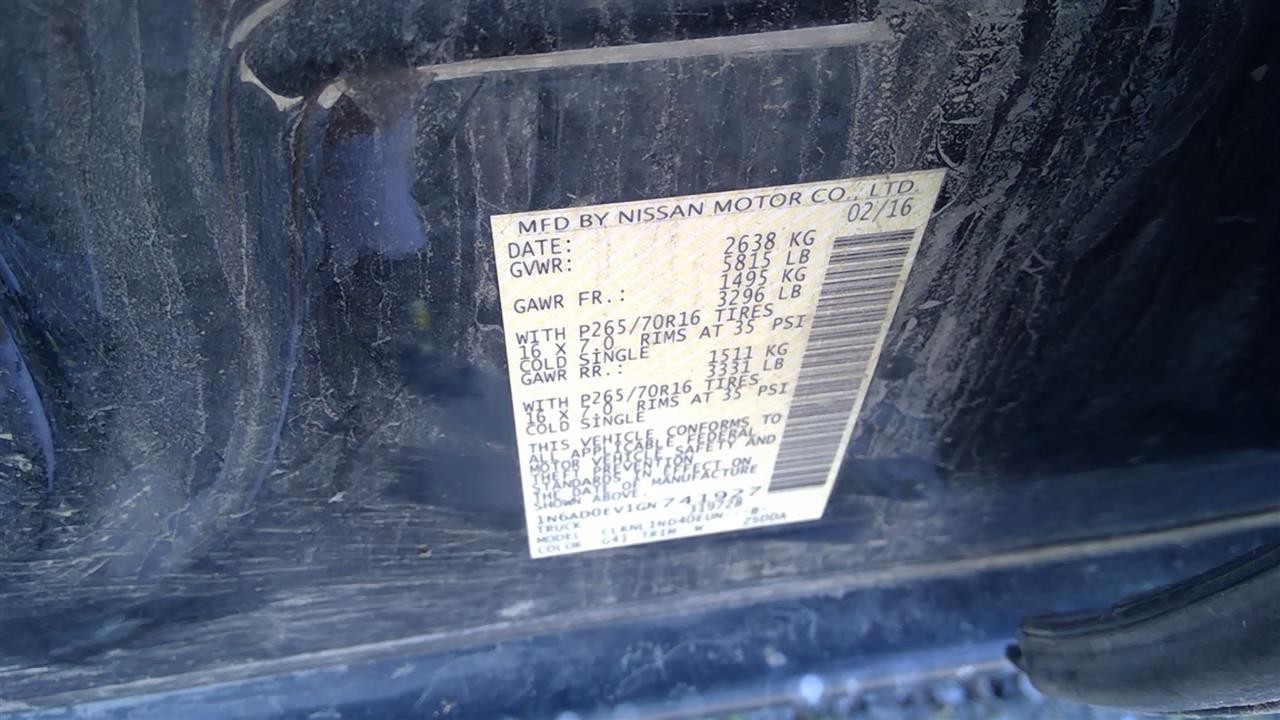 MFD BY NISSAN MOTOR CO., LTD.
DATE: 02/16
GVWR: 2638 KG
5815 LB
GAWR FR.: 1495 KG
3296 LB
WITH P265/70R16 TIRES
16 X 7.0 RIMS AT 35 PSI
COLD SINGLE
GAWR RR.: 1511 KG
3331 LB
WITH P265/70R16 TIRES
16 X 7.0 RIMS AT 35 PSI
COLD SINGLE
THIS VEHICLE CONFORMS TO
ALL APPLICABLE FEDERAL
MOTOR VEHICLE SAFETY AND
THEFT PREVENTION
STANDARDS IN EFFECT ON
THE DATE OF MANUFACTURE
SHOWN ABOVE.
1N6AD0EV1GN741927
TRUCK 319728
MODEL CLKNL1ND40EUN---B-
COLOR G41 TRIM W 2500A